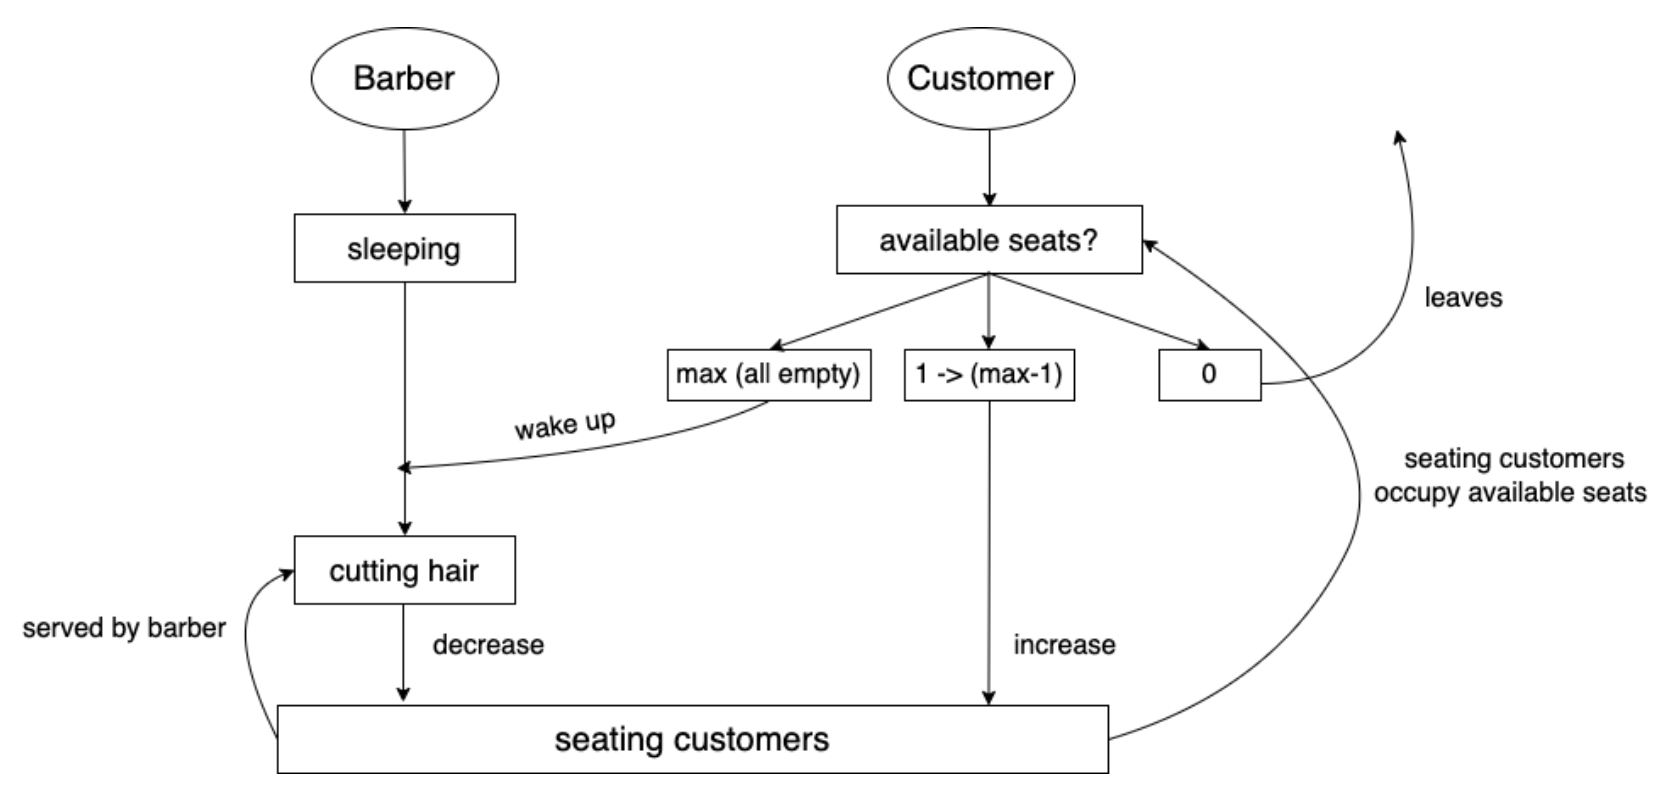 Barber
Customer
sleeping
available seats?
leaves
max (all empty)
1 -> (max-1)
0
wake up
seating customers
occupy available seats
cutting hair
served by barber
decrease
increase
seating customers